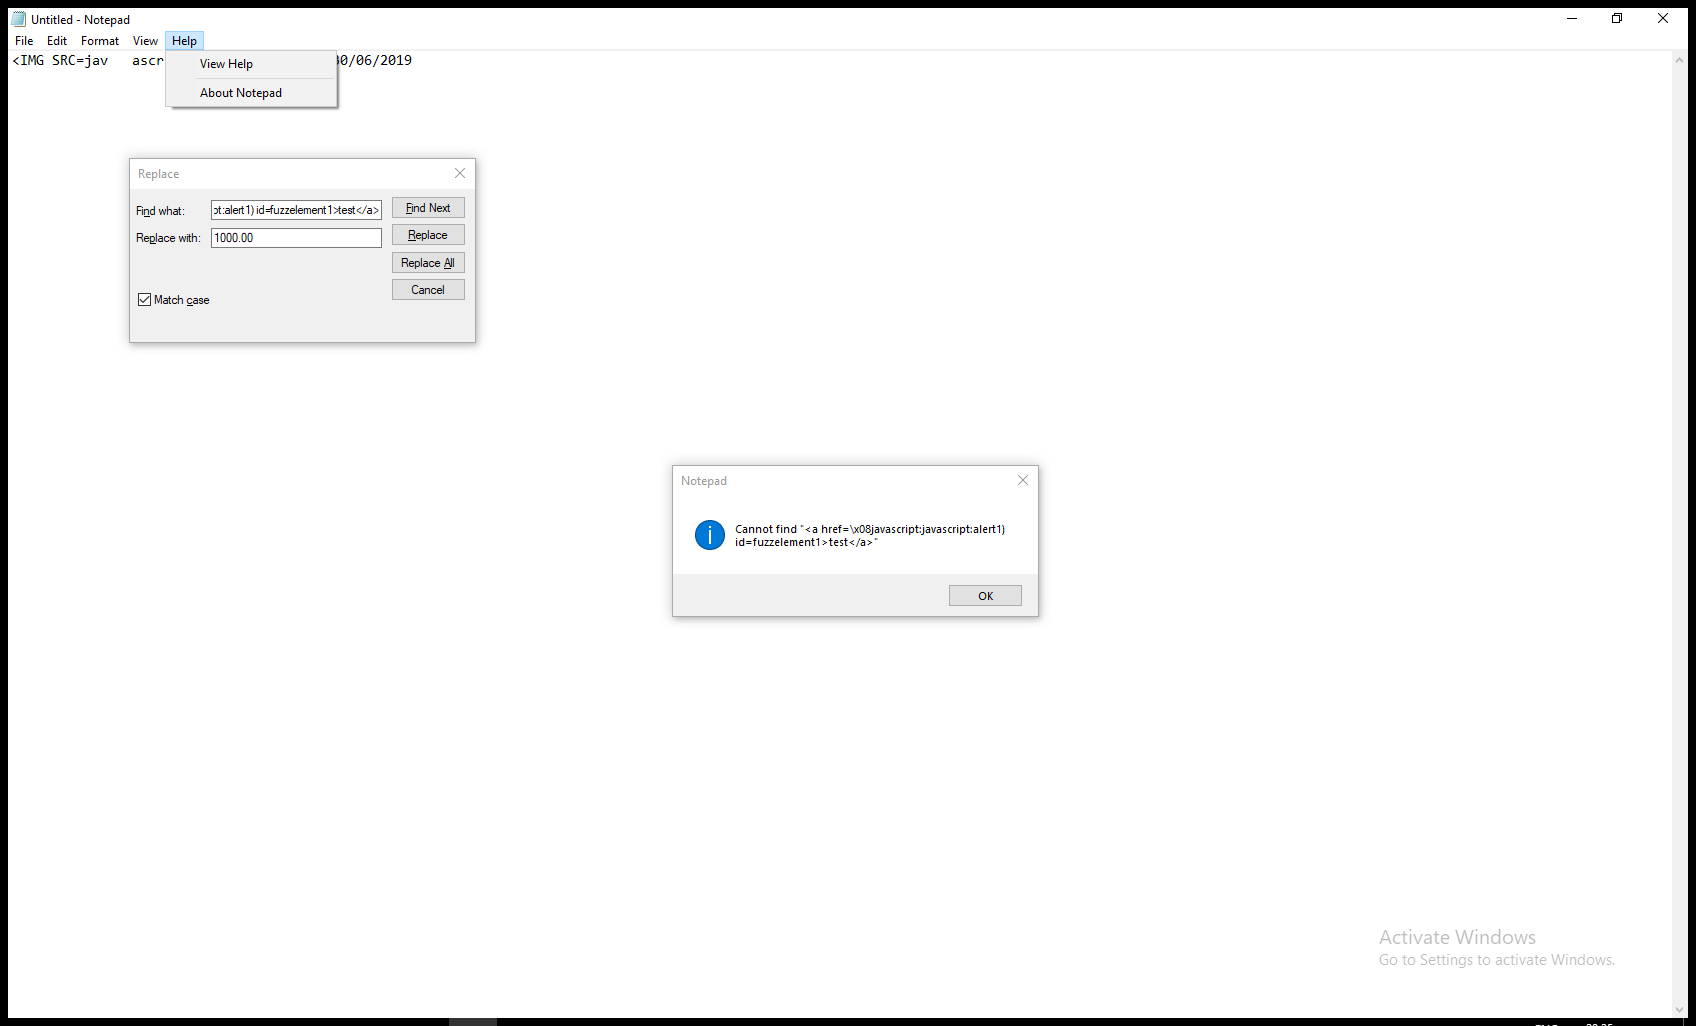 Untitled - Notepad
File Edit Format View Help
<IMG SRC=jav   ascr
0/06/2019
View Help
About Notepad
Replace
Find what:
ot:alert1) id=fuzzelement1>test</a>
Find Next
Replace with:
1000.00
Replace
Replace All
Cancel
Match case
Notepad
Cannot find "<a href=\x08javascript:javascript:alert1)
id=fuzzelement1>test</a>"
OK
Activate Windows
Go to Settings to activate Windows.